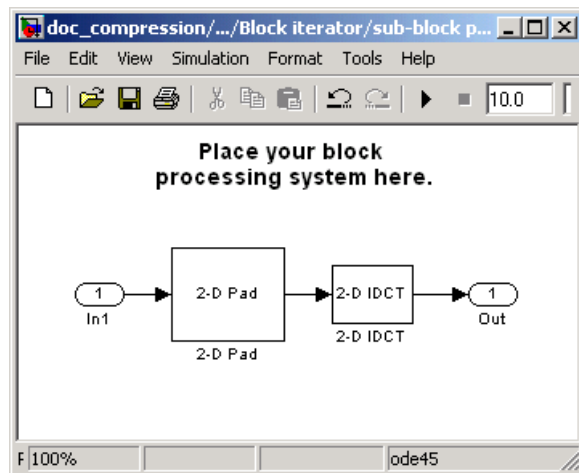 doc_compression/.../Block iterator/sub-block p...
File Edit View Simulation Format Tools Help
10.0
Place your block
processing system here.
1 2-D Pad 2-D IDCT 1
In1 2-D Pad 2-D IDCT Out
F 100% ode45